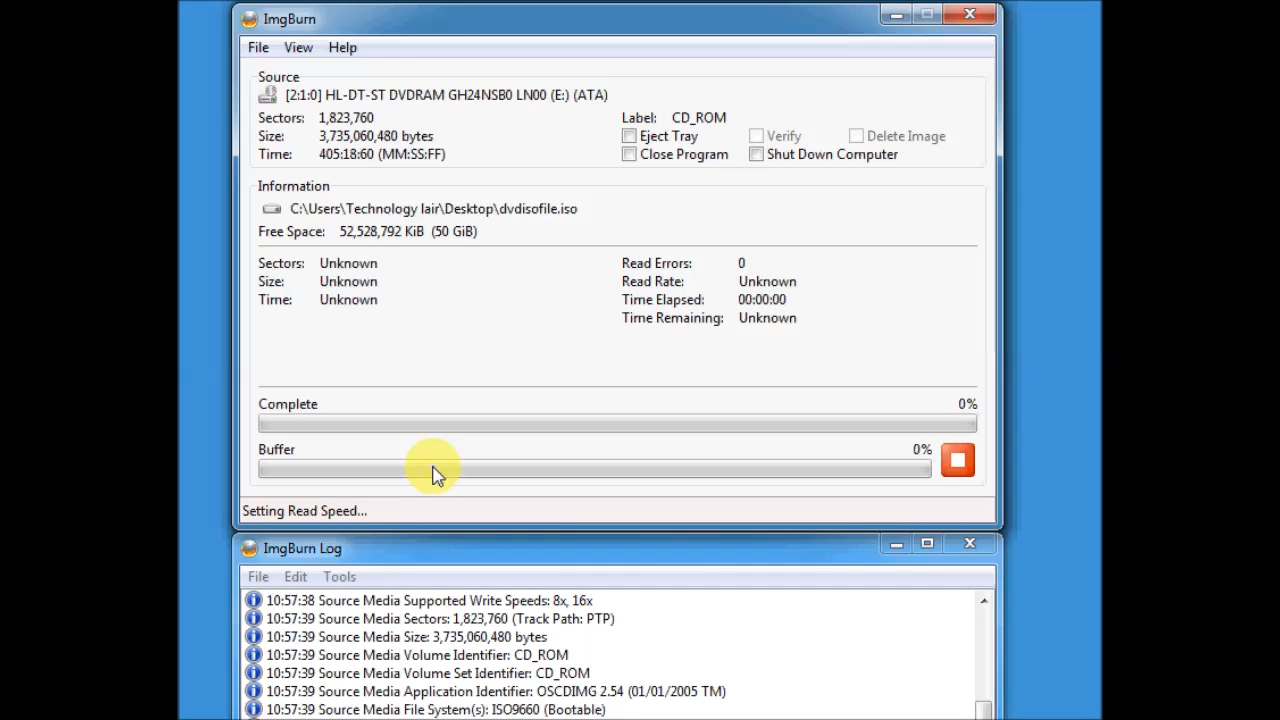 ImgBurn
File View Help
Source
[2:1:0] HL-DT-ST DVDRAM GH24NSB0 LN00 (E:) (ATA)
Sectors: 1,823,760 Label: CD_ROM
Size: 3,735,060,480 bytes Eject Tray Verify Delete Image
Time: 405:18:60 (MM:SS:FF) Close Program Shut Down Computer
Information
C:\Users\Technology lair\Desktop\dvdisofile.iso
Free Space: 52,528,792 KiB (50 GiB)
Sectors: Unknown Read Errors: 0
Size: Unknown Read Rate: Unknown
Time: Unknown Time Elapsed: 00:00:00
Time Remaining: Unknown
Complete 0%
Buffer 0%
Setting Read Speed...
ImgBurn Log
File Edit Tools
10:57:38 Source Media Supported Write Speeds: 8x, 16x
10:57:39 Source Media Sectors: 1,823,760 (Track Path: PTP)
10:57:39 Source Media Size: 3,735,060,480 bytes
10:57:39 Source Media Volume Identifier: CD_ROM
10:57:39 Source Media Volume Set Identifier: CD_ROM
10:57:39 Source Media Application Identifier: OSCDIMG 2.54 (01/01/2005 TM)
10:57:39 Source Media File System(s): ISO9660 (Bootable)